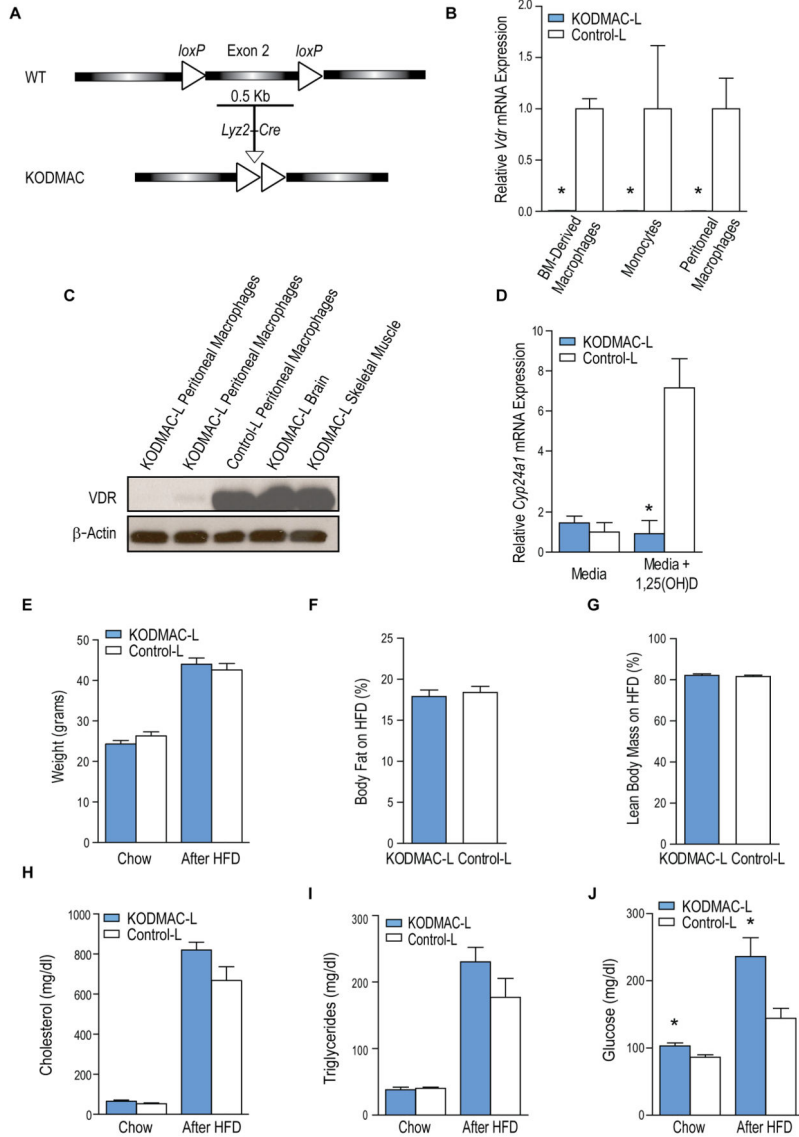 A
loxP
Exon 2
loxP
WT
0.5 Kb
Lyz2-Cre
KODMAC
B
KODMAC-L
Control-L
Relative Vdr mRNA Expression
2.0
1.5
1.0
0.5
0.0
*
*
*
BM-Derived
Macrophages
Monocytes
Peritoneal
Macrophages
C
KODMAC-L Peritoneal Macrophages
KODMAC-L Peritoneal Macrophages
Control-L Peritoneal Macrophages
KODMAC-L Brain
KODMAC-L Skeletal Muscle
VDR
β-Actin
D
KODMAC-L
Control-L
Relative Cyp24a1 mRNA Expression
10
8
6
4
2
0
*
Media
Media +
1,25(OH)D
E
KODMAC-L
Control-L
Weight (grams)
50
40
30
20
10
0
Chow
After HFD
F
Body Fat on HFD (%)
25
20
15
10
5
0
KODMAC-L
Control-L
G
Lean Body Mass on HFD (%)
100
80
60
40
20
0
KODMAC-L
Control-L
H
KODMAC-L
Control-L
Cholesterol (mg/dl)
1000
800
600
400
200
0
Chow
After HFD
I
KODMAC-L
Control-L
Triglycerides (mg/dl)
300
200
100
0
Chow
After HFD
J
KODMAC-L
Control-L
Glucose (mg/dl)
300
200
100
0
*
*
Chow
After HFD